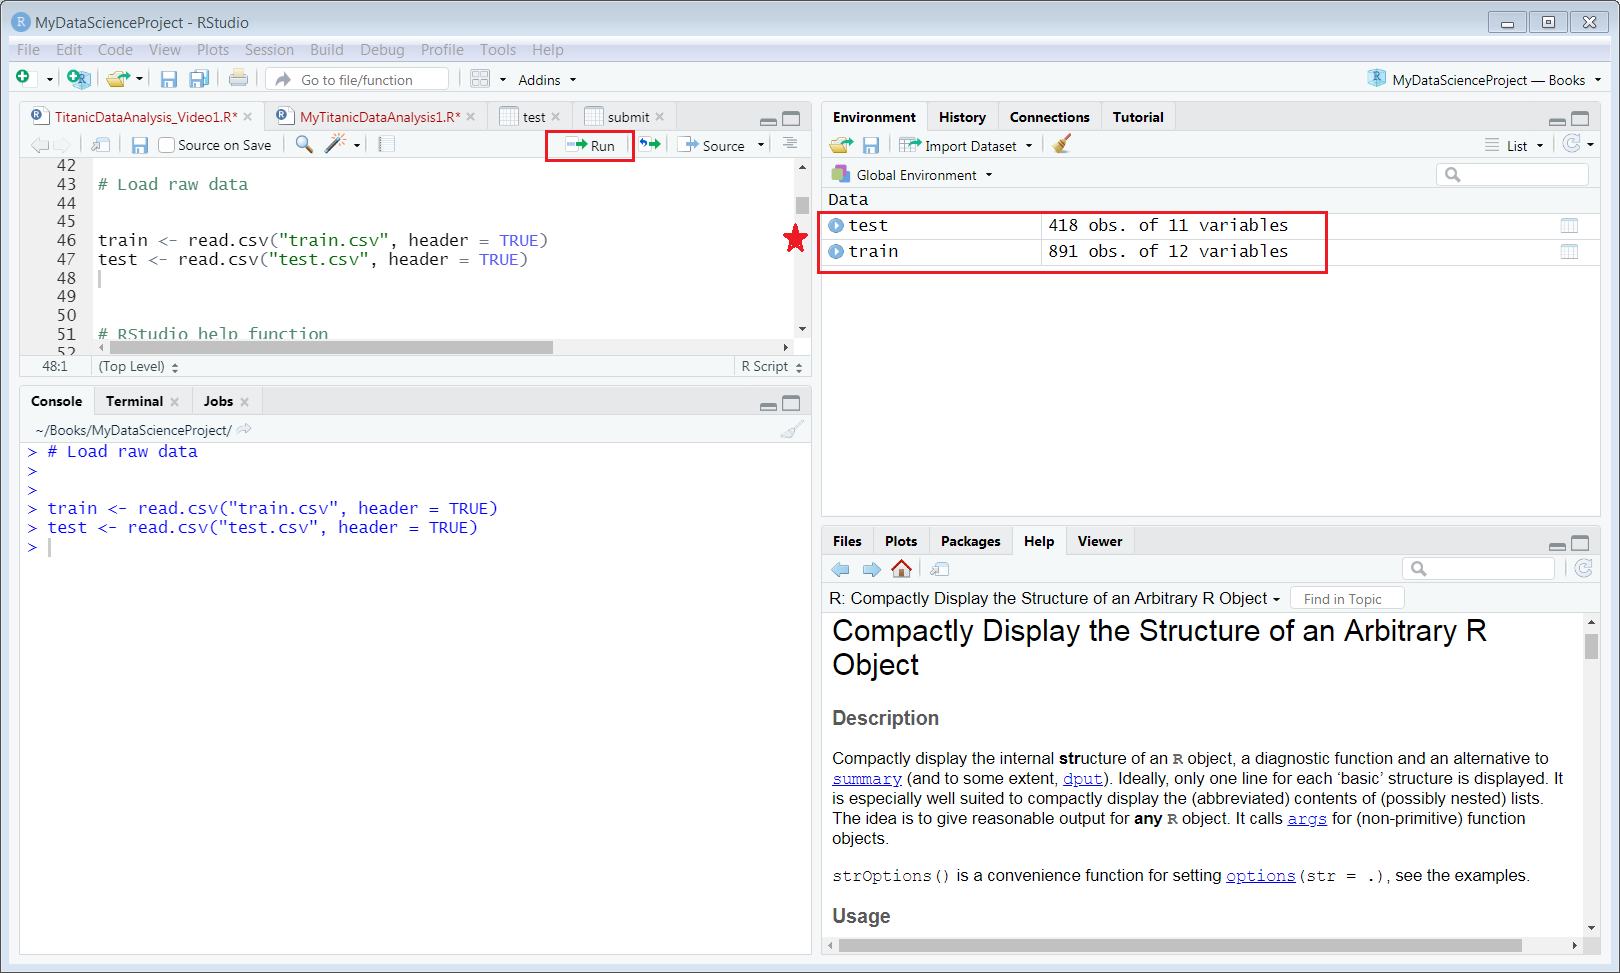 MyDataScienceProject - RStudio
File Edit Code View Plots Session Build Debug Profile Tools Help
Go to file/function Addins MyDataScienceProject — Books
TitanicDataAnalysis_Video1.R* MyTitanicDataAnalysis1.R* test submit
Source on Save Run Source
42
43 # Load raw data
44
45
46 train <- read.csv("train.csv", header = TRUE)
47 test <- read.csv("test.csv", header = TRUE)
48
49
50
51 # RStudio help function
52
48:1 (Top Level) R Script
Console Terminal Jobs
~/Books/MyDataScienceProject/
> # Load raw data
>
>
> train <- read.csv("train.csv", header = TRUE)
> test <- read.csv("test.csv", header = TRUE)
>
Environment History Connections Tutorial
Import Dataset List
Global Environment
Data
test 418 obs. of 11 variables
train 891 obs. of 12 variables
Files Plots Packages Help Viewer
R: Compactly Display the Structure of an Arbitrary R Object Find in Topic
Compactly Display the Structure of an Arbitrary R
Object
Description
Compactly display the internal structure of an R object, a diagnostic function and an alternative to
summary (and to some extent, dput). Ideally, only one line for each ‘basic’ structure is displayed. It
is especially well suited to compactly display the (abbreviated) contents of (possibly nested) lists.
The idea is to give reasonable output for any R object. It calls args for (non-primitive) function
objects.
strOptions() is a convenience function for setting options(str = .), see the examples.
Usage